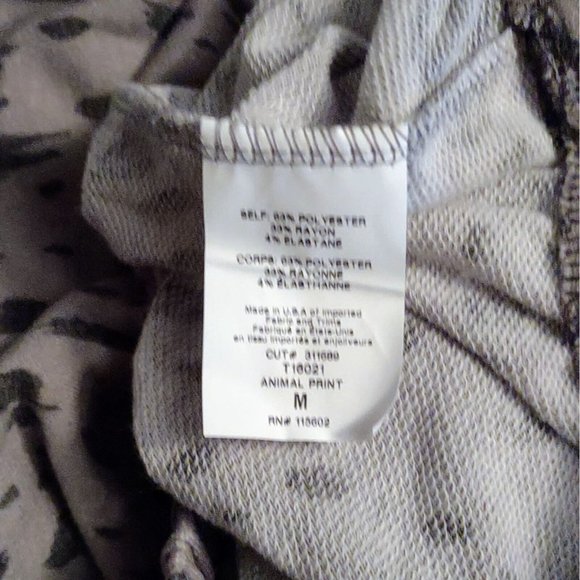 SELF: 63% POLYESTER
33% RAYON
4% ELASTANE
CORPS: 63% POLYESTER
33% RAYONNE
4% ELASTHANNE
Made in U.S.A of Imported
Fabric and Trims
Fabriqué en États-Unis
en tissu importés et enjoliveurs
CUT# 311689
T16021
ANIMAL PRINT
M
RN# 115602